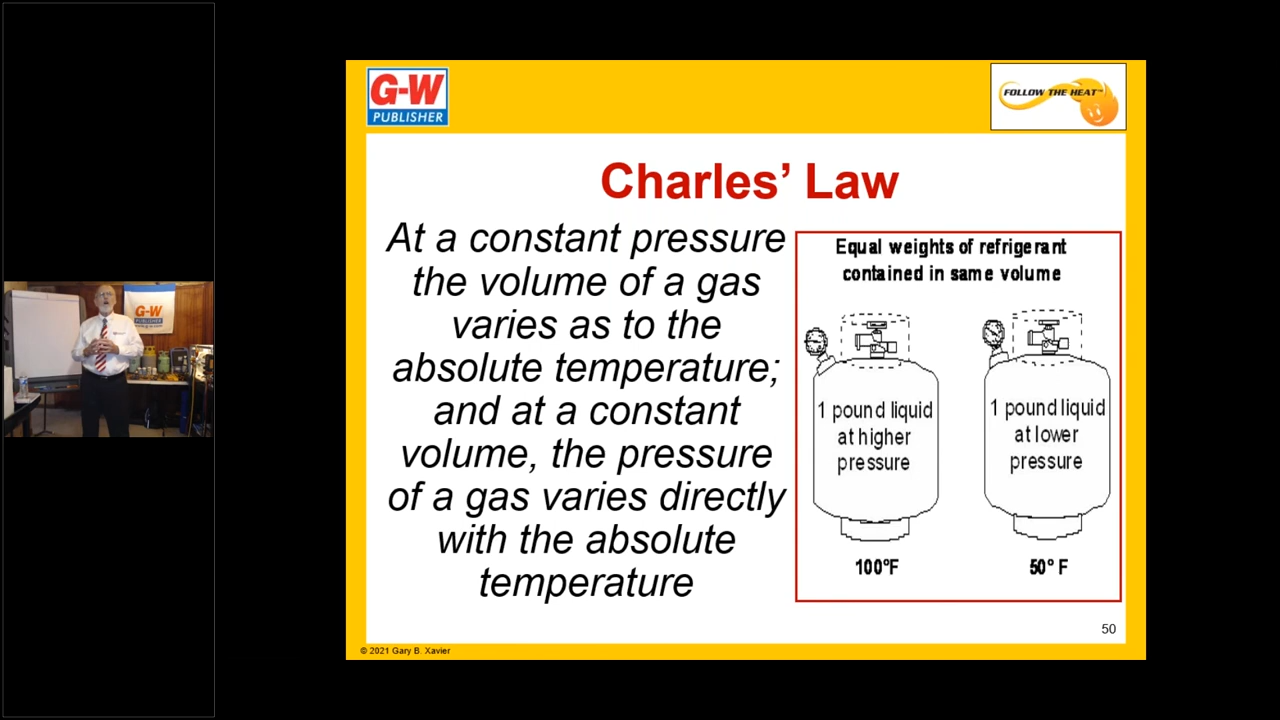 G-W
PUBLISHER
FOLLOW THE HEAT™
Charles’ Law
At a constant pressure
the volume of a gas
varies as to the
absolute temperature;
and at a constant
volume, the pressure
of a gas varies directly
with the absolute
temperature
Equal weights of refrigerant
contained in same volume
1 pound liquid
at higher
pressure
100°F
1 pound liquid
at lower
pressure
50° F
50
© 2021 Gary B. Xavier
G-W
PUBLISHER